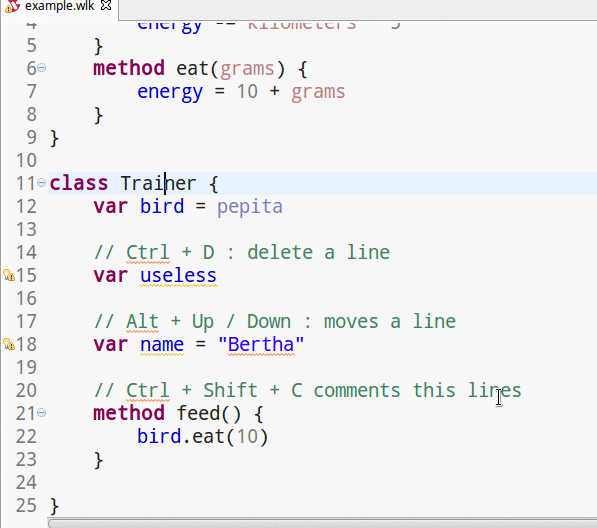 example.wlk
4 energy -= kilometers * 5
5 }
6 method eat(grams) {
7 energy = 10 + grams
8 }
9 }
10
11 class Trainer {
12 var bird = pepita
13
14 // Ctrl + D : delete a line
15 var useless
16
17 // Alt + Up / Down : moves a line
18 var name = "Bertha"
19
20 // Ctrl + Shift + C comments this lines
21 method feed() {
22 bird.eat(10)
23 }
24
25 }